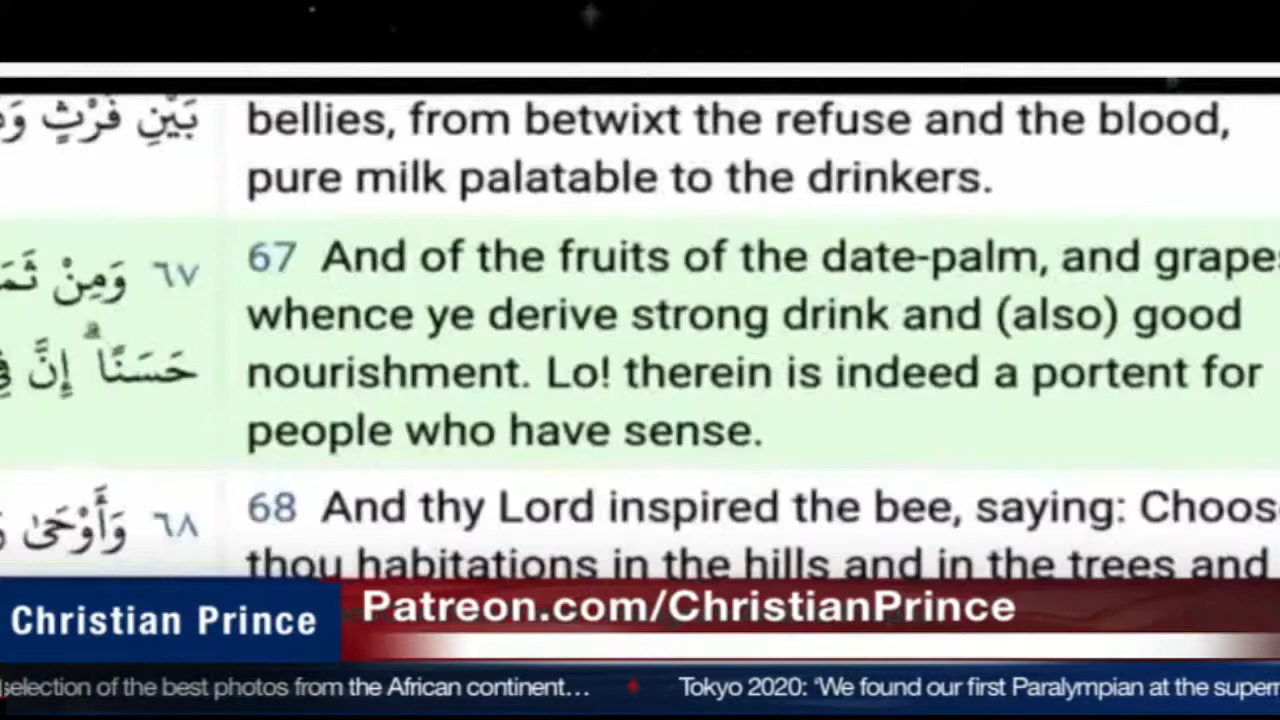 بَيْنِ فَرْثٍ
bellies, from betwixt the refuse and the blood,
pure milk palatable to the drinkers.
٦٧ وَمِنْ
67 And of the fruits of the date-palm, and grapes
whence ye derive strong drink and (also) good
حَسَنًا ۗ إِنَّ
nourishment. Lo! therein is indeed a portent for
people who have sense.
٦٨ وَأَوْحَىٰ
68 And thy Lord inspired the bee, saying: Choose
thou habitations in the hills and in the trees and
Christian Prince
Patreon.com/ChristianPrince
selection of the best photos from the African continent… Tokyo 2020: 'We found our first Paralympian at the